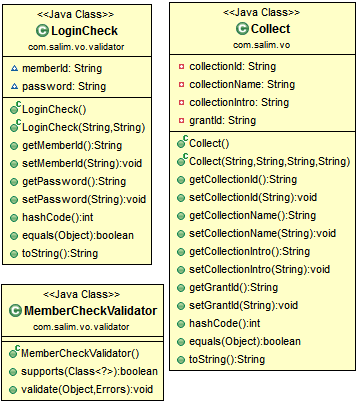 <<Java Class>>
LoginCheck
com.salim.vo.validator
memberId: String
password: String
LoginCheck()
LoginCheck(String,String)
getMemberId():String
setMemberId(String):void
getPassword():String
setPassword(String):void
hashCode():int
equals(Object):boolean
toString():String
<<Java Class>>
MemberCheckValidator
com.salim.vo.validator
MemberCheckValidator()
supports(Class<?>):boolean
validate(Object,Errors):void
<<Java Class>>
Collect
com.salim.vo
collectionId: String
collectionName: String
collectionIntro: String
grantId: String
Collect()
Collect(String,String,String,String)
getCollectionId():String
setCollectionId(String):void
getCollectionName():String
setCollectionName(String):void
getCollectionIntro():String
setCollectionIntro(String):void
getGrantId():String
setGrantId(String):void
hashCode():int
equals(Object):boolean
toString():String